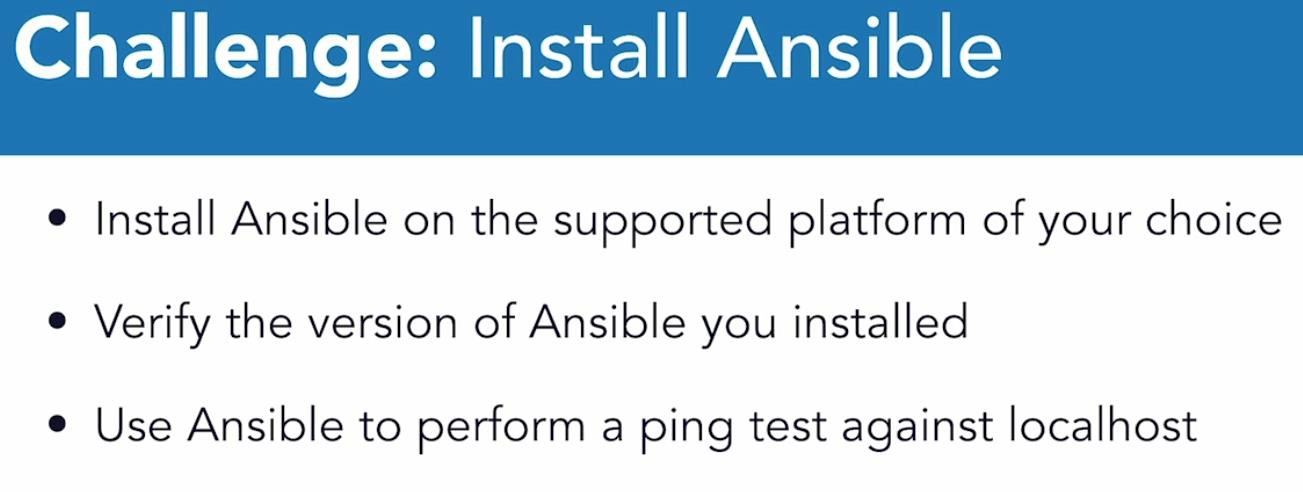 Challenge: Install Ansible
• Install Ansible on the supported platform of your choice
• Verify the version of Ansible you installed
• Use Ansible to perform a ping test against localhost